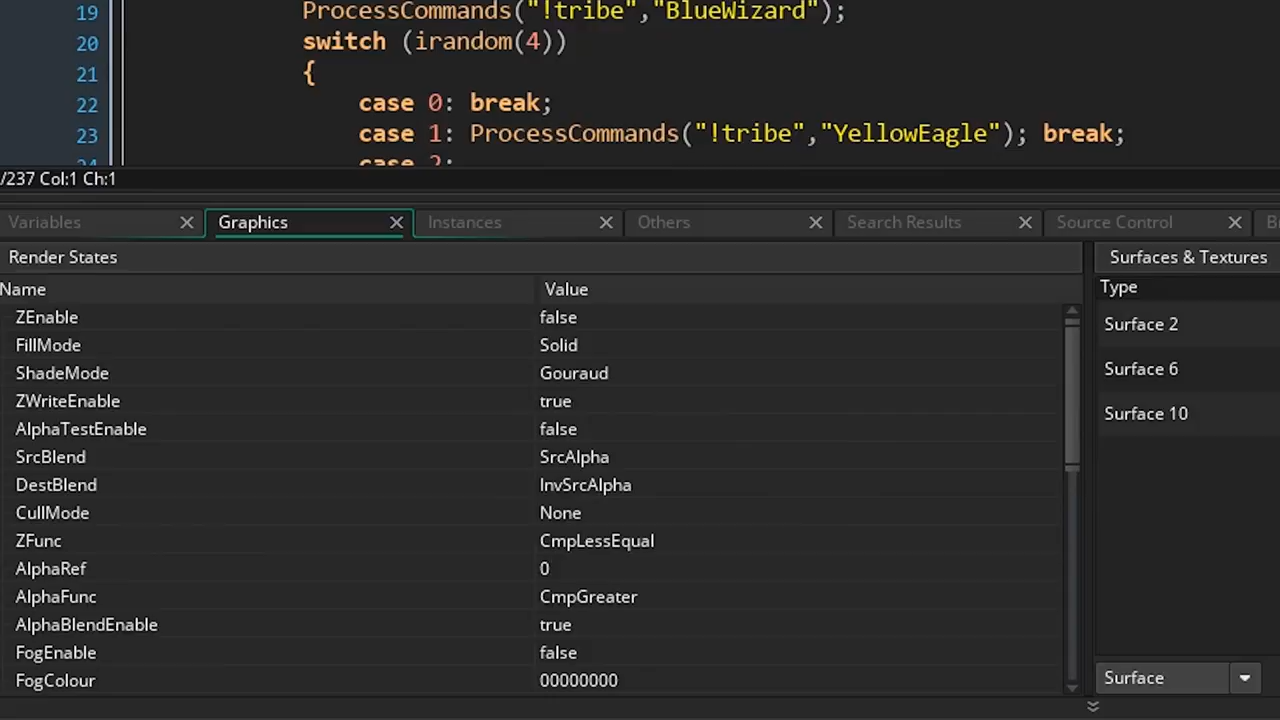 19 ProcessCommands("!tribe","BlueWizard");
20 switch (irandom(4))
21 {
22 case 0: break;
23 case 1: ProcessCommands("!tribe","YellowEagle"); break;
24 case 2:
/237 Col:1 Ch:1
Variables Graphics Instances Others Search Results Source Control
Render States
Name Value
ZEnable false
FillMode Solid
ShadeMode Gouraud
ZWriteEnable true
AlphaTestEnable false
SrcBlend SrcAlpha
DestBlend InvSrcAlpha
CullMode None
ZFunc CmpLessEqual
AlphaRef 0
AlphaFunc CmpGreater
AlphaBlendEnable true
FogEnable false
FogColour 00000000
Surfaces & Textures
Type
Surface 2
Surface 6
Surface 10
Surface